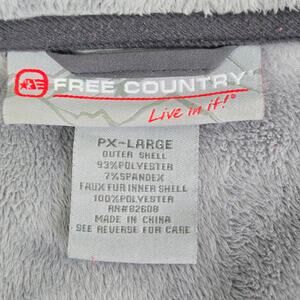 FREE COUNTRY®
Live in it!®
PX-LARGE
OUTER SHELL
93%POLYESTER
7%SPANDEX
FAUX FUR INNER SHELL
100%POLYESTER
RN#82608
MADE IN CHINA
SEE REVERSE FOR CARE